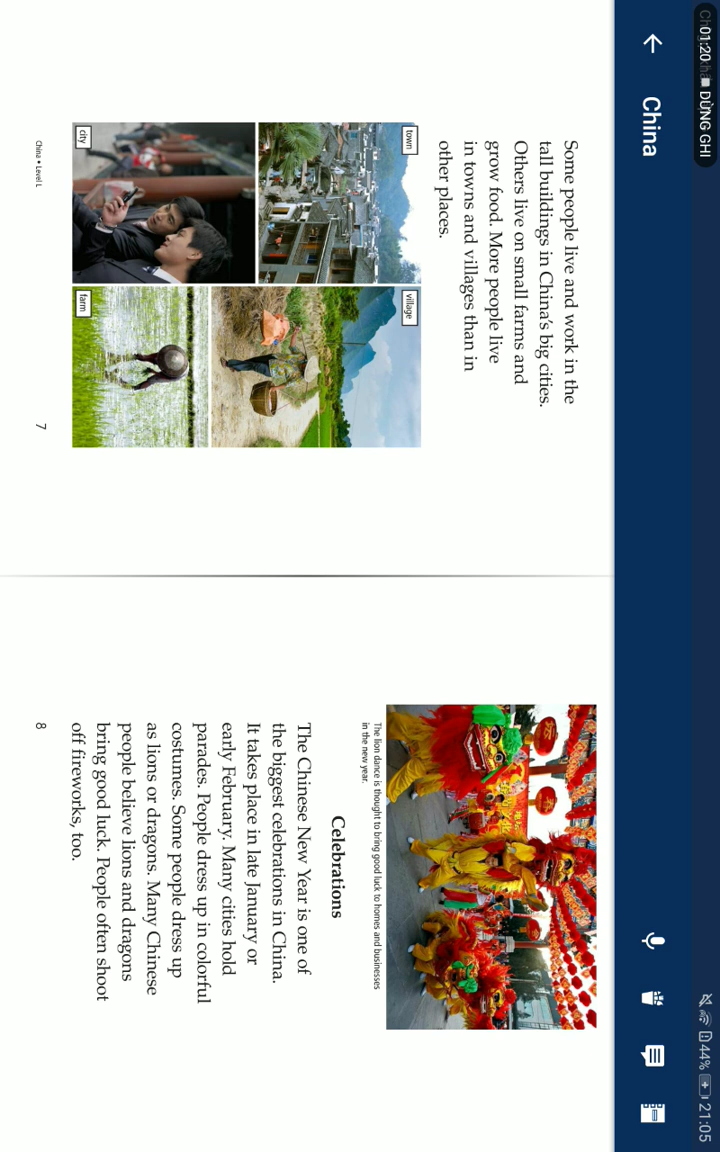 01:20
DỪNG GHI
44%
21:05
China
Some people live and work in the
tall buildings in China's big cities.
Others live on small farms and
grow food. More people live
in towns and villages than in
other places.
town
village
city
farm
China • Level L
7
The lion dance is thought to bring good luck to homes and businesses
in the new year.
Celebrations
The Chinese New Year is one of
the biggest celebrations in China.
It takes place in late January or
early February. Many cities hold
parades. People dress up in colorful
costumes. Some people dress up
as lions or dragons. Many Chinese
people believe lions and dragons
bring good luck. People often shoot
off fireworks, too.
8